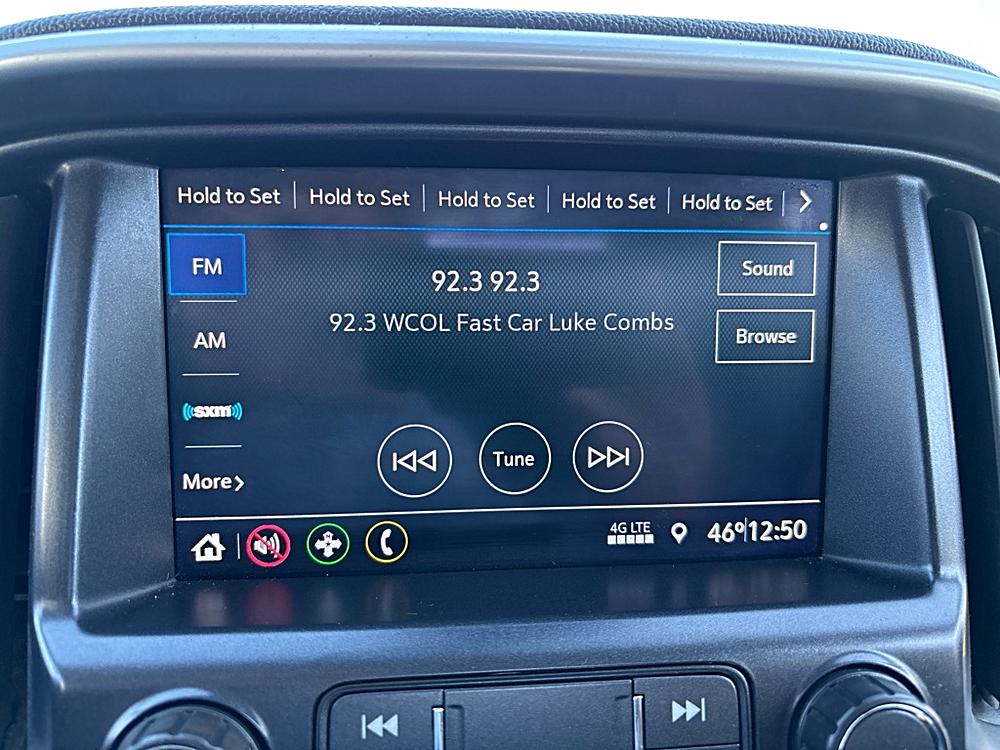 Hold to Set Hold to Set Hold to Set Hold to Set Hold to Set
FM
92.3 92.3
Sound
92.3 WCOL Fast Car Luke Combs
AM
Browse
sxm
Tune
More
4G LTE
46° 12:50